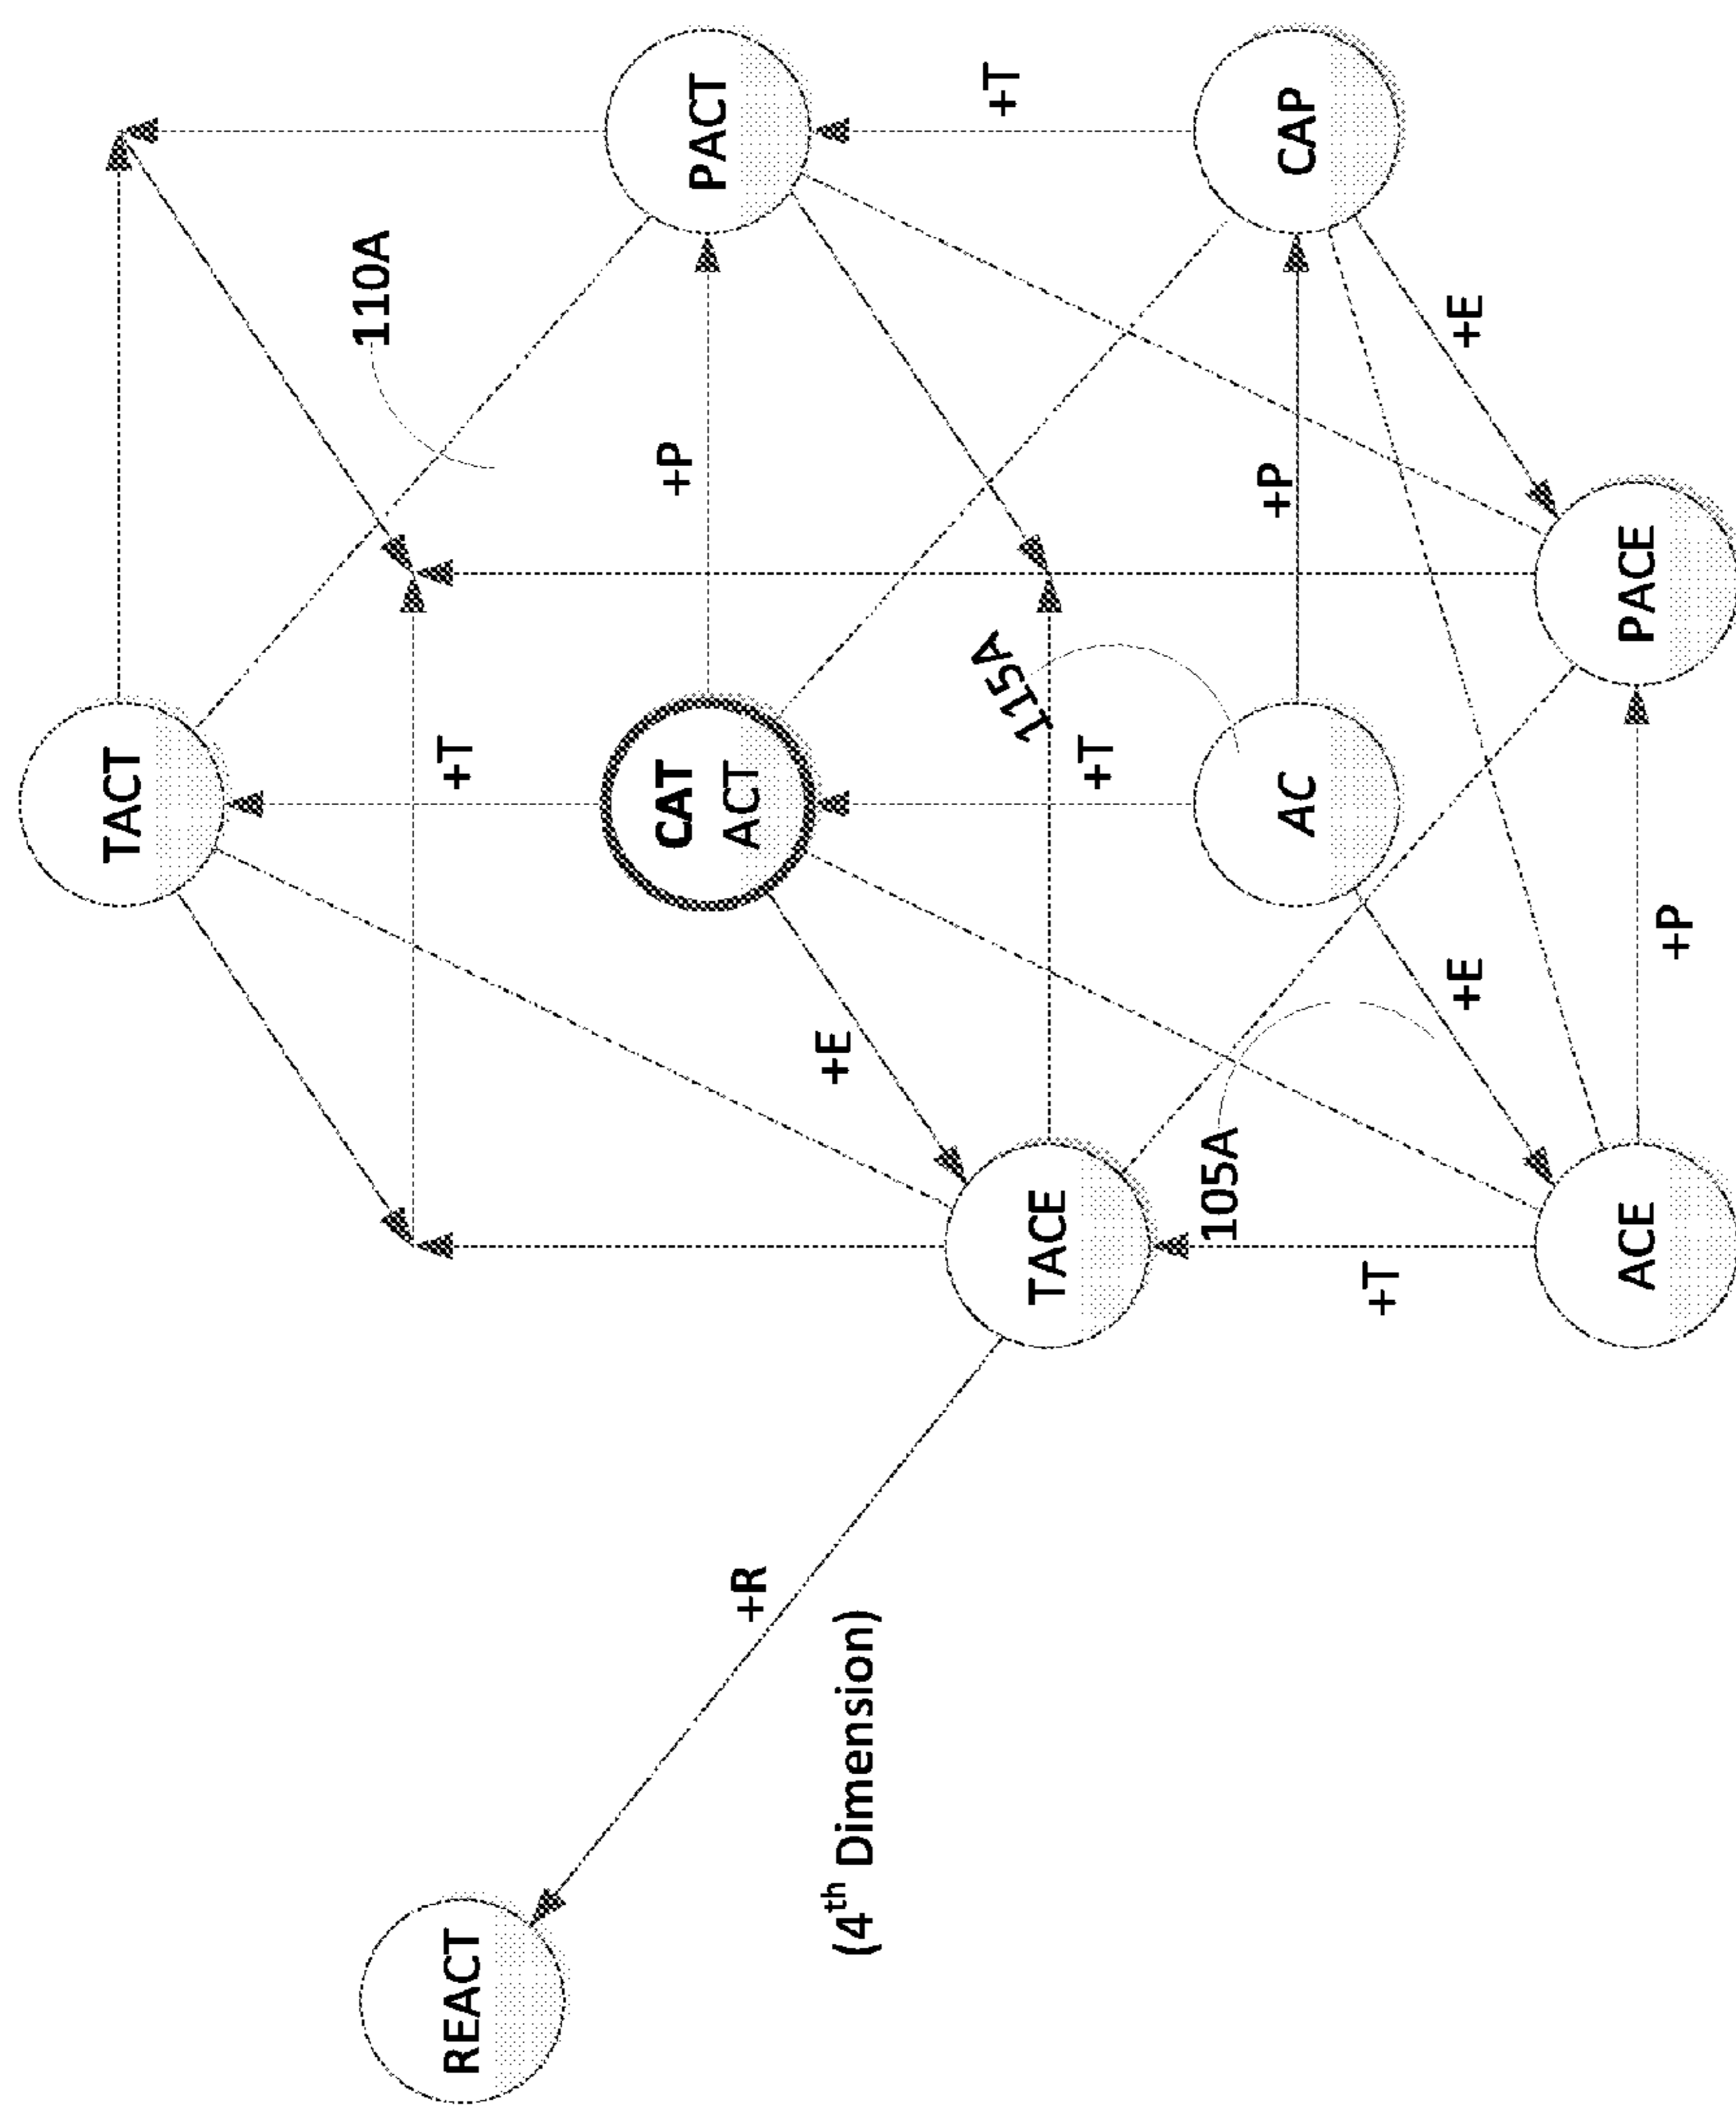 REACT
+R
(4th Dimension)
TACT
+T
110A
CAT
ACT
+P
PACT
+E
+T
115A
+T
TACE
105A
AC
+P
CAP
+T
+E
+E
ACE
+P
PACE